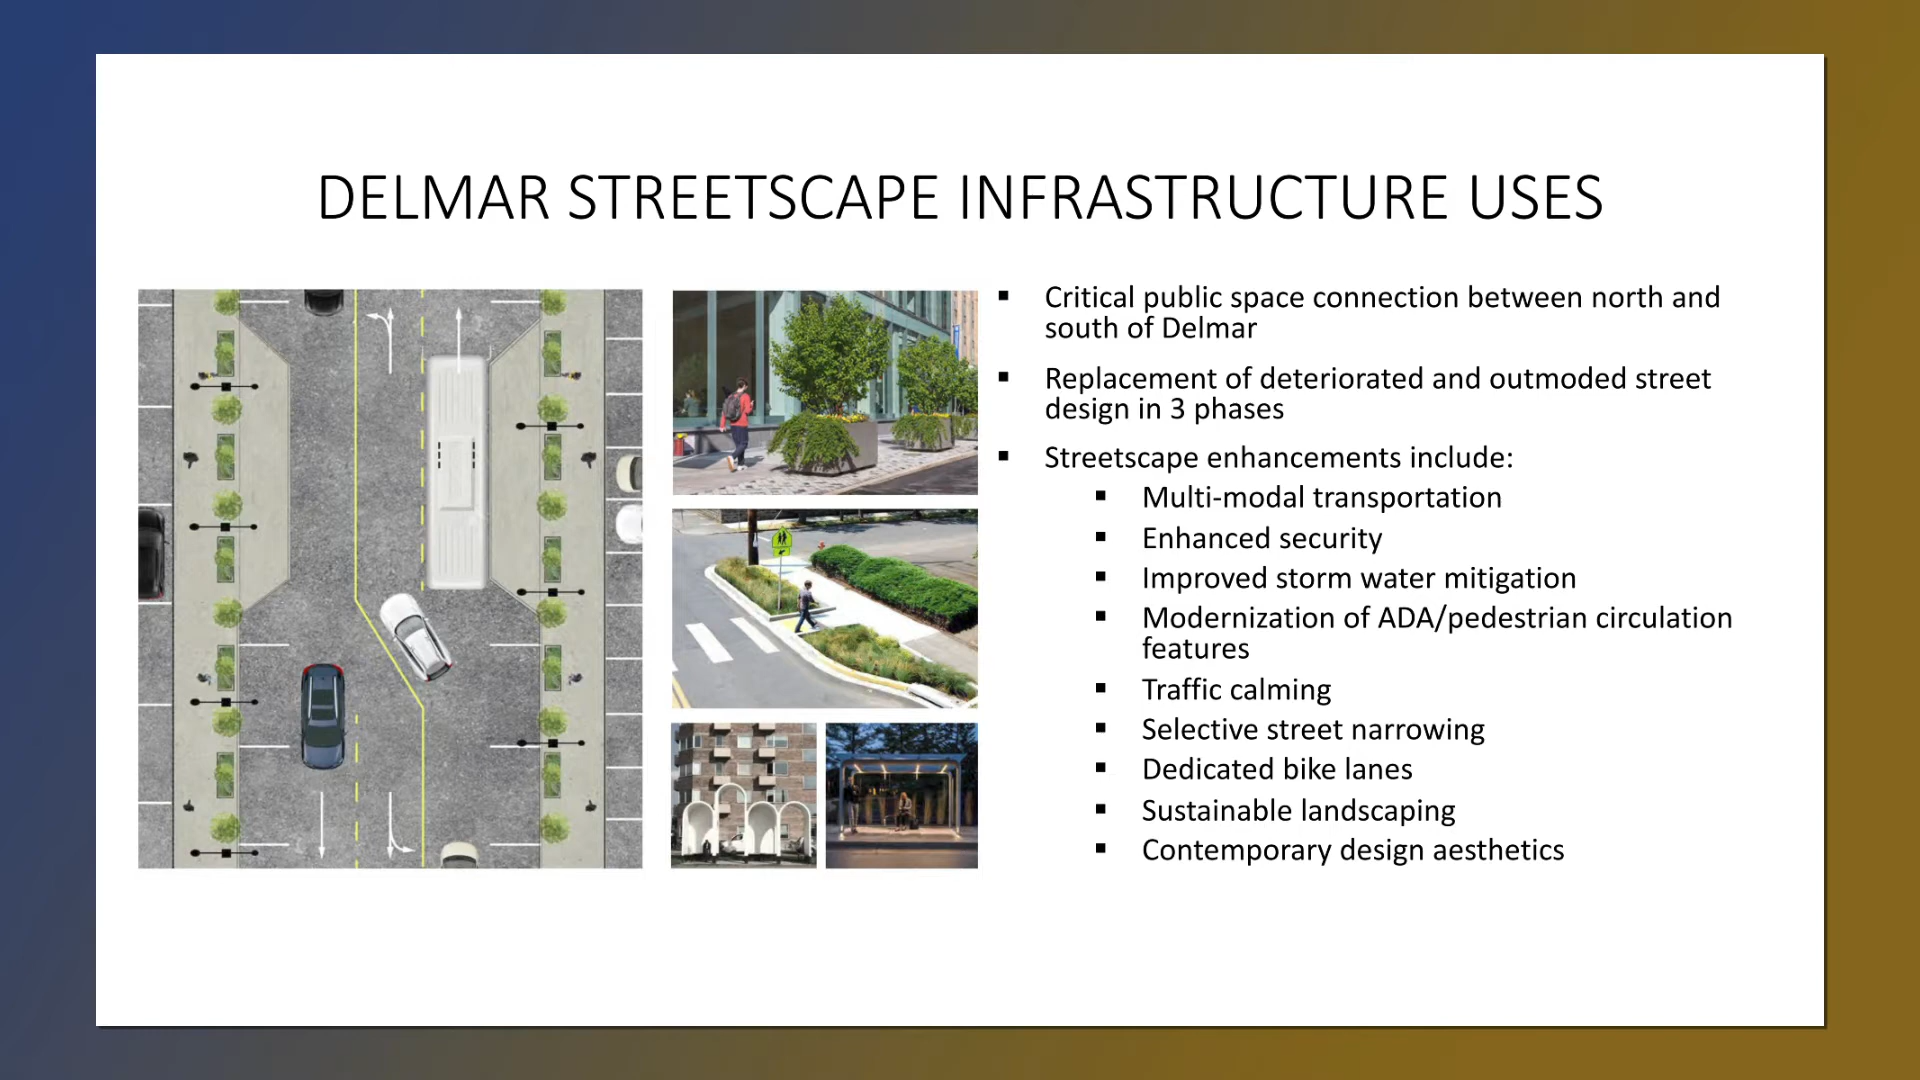 DELMAR STREETSCAPE INFRASTRUCTURE USES
▪ Critical public space connection between north and
south of Delmar
▪ Replacement of deteriorated and outmoded street
design in 3 phases
▪ Streetscape enhancements include:
▪ Multi-modal transportation
▪ Enhanced security
▪ Improved storm water mitigation
▪ Modernization of ADA/pedestrian circulation
features
▪ Traffic calming
▪ Selective street narrowing
▪ Dedicated bike lanes
▪ Sustainable landscaping
▪ Contemporary design aesthetics